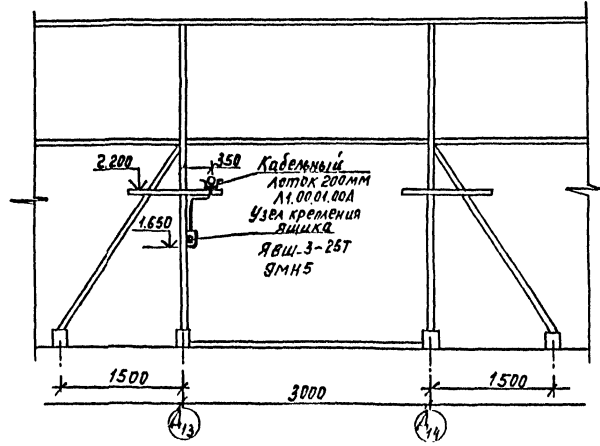 2.200
350
Кабельный
лоток 200мм
Л1.00.01.00Д
Узел крепления
ящика
ЯВШ-3-25Т
ЯМН5
1.650
1500
3000
1500
А13
А14